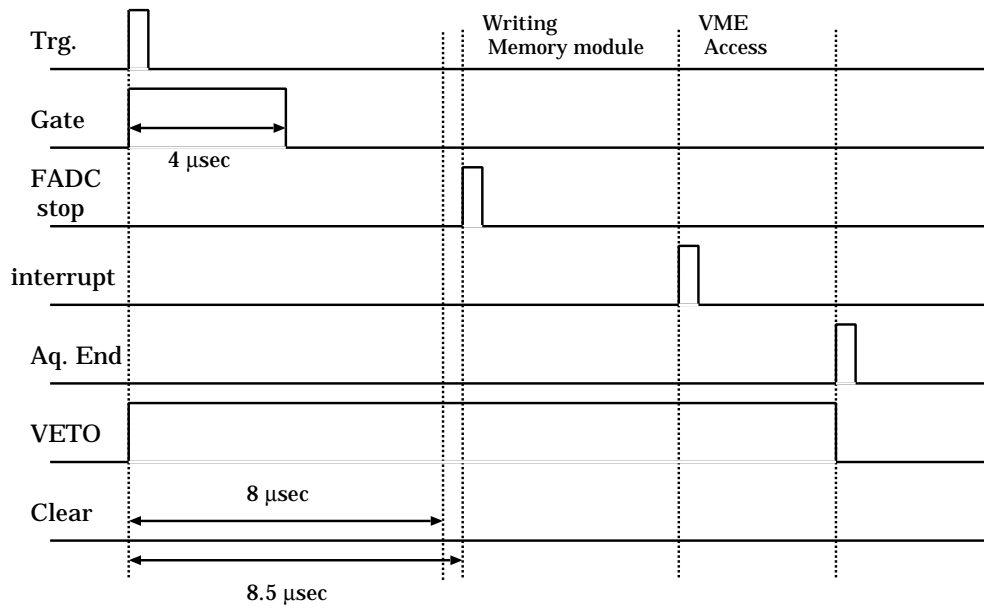 Writing
Memory module
VME
Access
Trg.
Gate
4 μsec
FADC
stop
interrupt
Aq. End
VETO
8 μsec
Clear
8.5 μsec